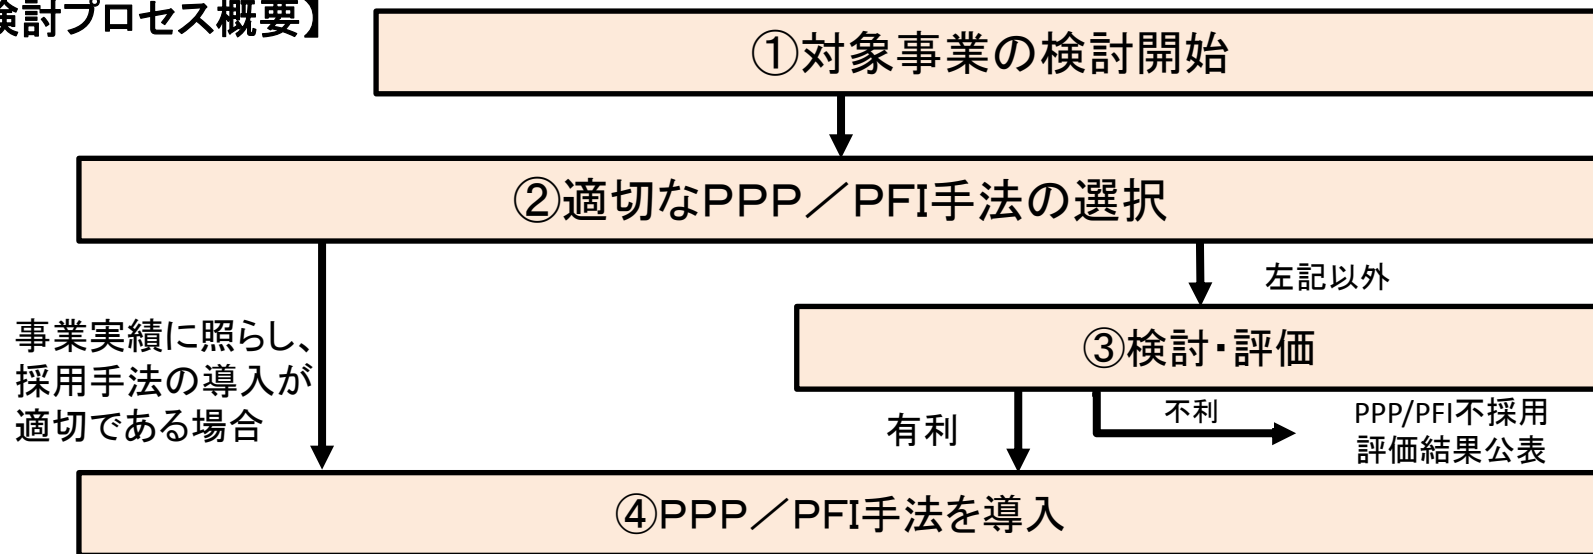 検討プロセス概要】
①対象事業の検討開始
②適切なPPP／PFI手法の選択
左記以外
事業実績に照らし、
採用手法の導入が
適切である場合
③検討・評価
有利
不利
PPP/PFI不採用
評価結果公表
④PPP／PFI手法を導入